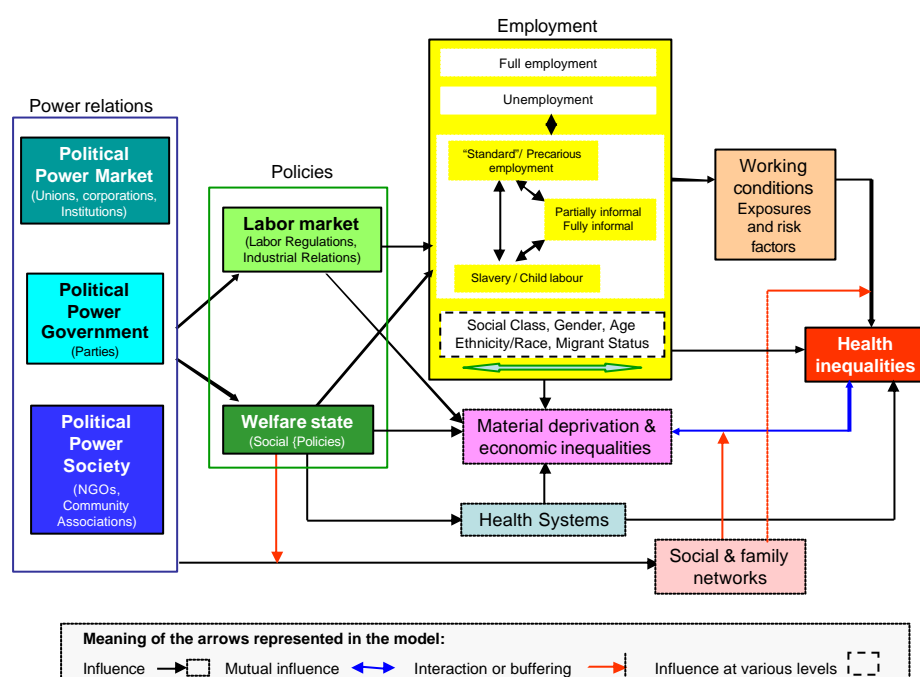 Employment
Full employment
Unemployment
"Standard"/ Precarious
employment
Partially informal
Fully informal
Slavery / Child labour
Social Class, Gender, Age
Ethnicity/Race, Migrant Status
Power relations
Political
Power Market
(Unions, corporations,
Institutions)
Political
Power
Government
(Parties)
Political
Power
Society
(NGOs,
Community
Associations)
Policies
Labor market
(Labor Regulations,
Industrial Relations)
Welfare state
(Social {Policies)
Working
conditions
Exposures
and risk
factors
Health
inequalities
Material deprivation &
economic inequalities
Health Systems
Social & family
networks
Meaning of the arrows represented in the model:
Influence Mutual influence Interaction or buffering Influence at various levels